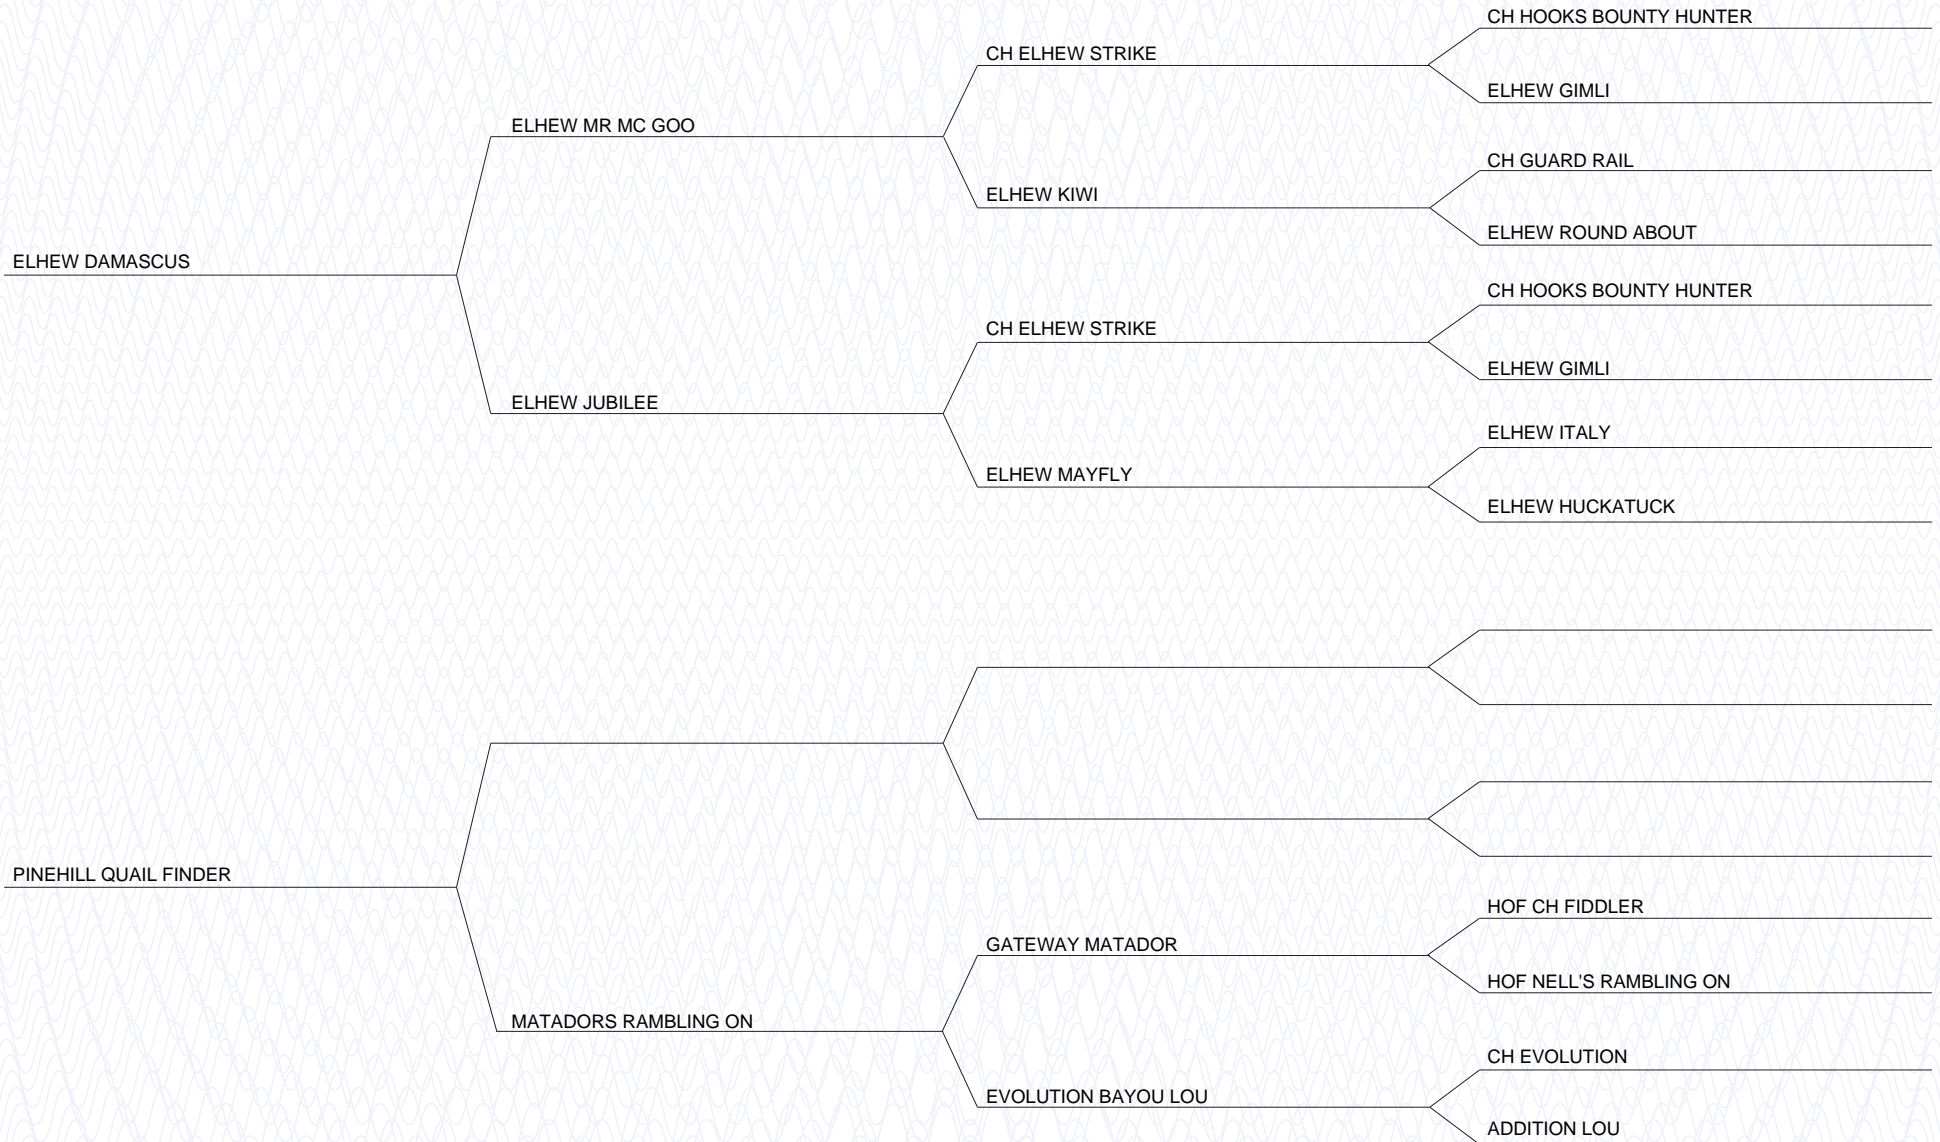 CH HOOKS BOUNTY HUNTER
CH ELHEW STRIKE
ELHEW GIMLI
ELHEW MR MC GOO
CH GUARD RAIL
ELHEW KIWI
ELHEW ROUND ABOUT
ELHEW DAMASCUS
CH HOOKS BOUNTY HUNTER
CH ELHEW STRIKE
ELHEW GIMLI
ELHEW JUBILEE
ELHEW ITALY
ELHEW MAYFLY
ELHEW HUCKATUCK
PINEHILL QUAIL FINDER
HOF CH FIDDLER
GATEWAY MATADOR
HOF NELL'S RAMBLING ON
MATADORS RAMBLING ON
CH EVOLUTION
EVOLUTION BAYOU LOU
ADDITION LOU